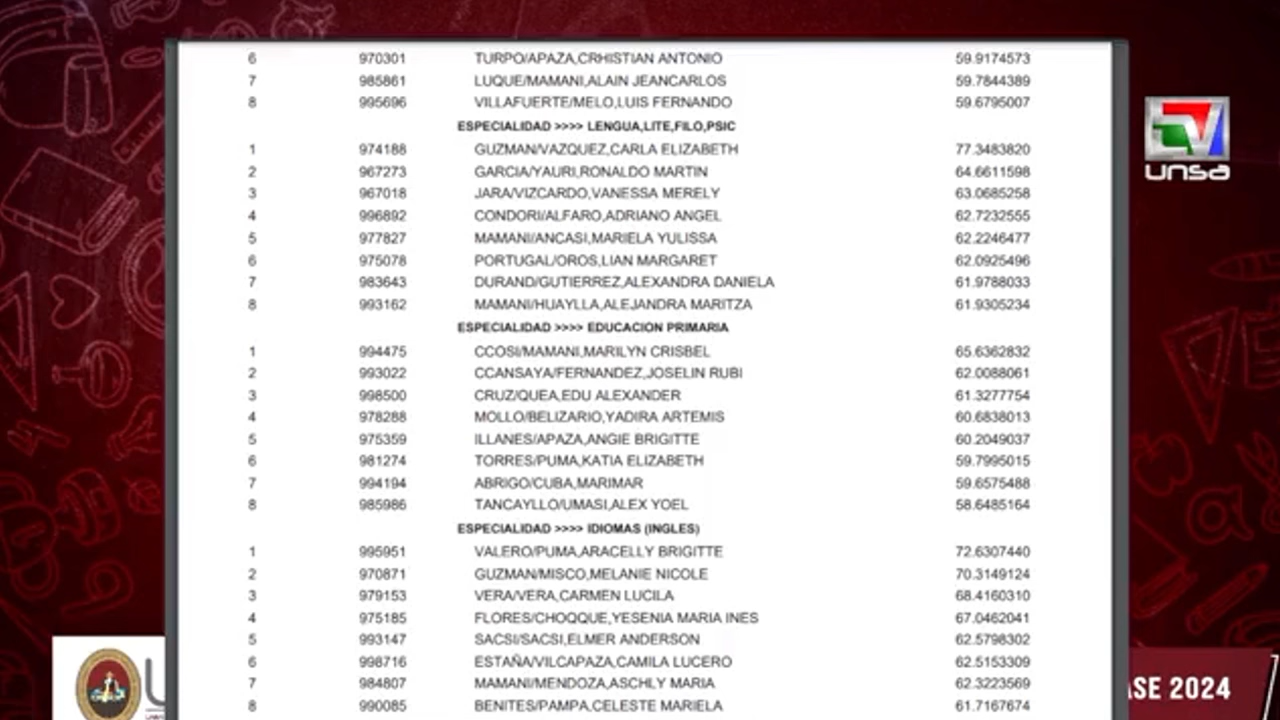 6 970301 TURPO/APAZA,CRHISTIAN ANTONIO 59.9174573
7 985861 LUQUE/MAMANI,ALAIN JEANCARLOS 59.7844389
8 995696 VILLAFUERTE/MELO,LUIS FERNANDO 59.6795007
ESPECIALIDAD >>>> LENGUA,LITE,FILO,PSIC
1 974188 GUZMAN/VAZQUEZ,CARLA ELIZABETH 77.3483820
2 967273 GARCIA/YAURI,RONALDO MARTIN 64.6611598
3 967018 JARA/VIZCARDO,VANESSA MERELY 63.0685258
4 996892 CONDORI/ALFARO,ADRIANO ANGEL 62.7232555
5 977827 MAMANI/ANCASI,MARIELA YULISSA 62.2246477
6 975078 PORTUGAL/OROS,LIAN MARGARET 62.0925496
7 983643 DURAND/GUTIERREZ,ALEXANDRA DANIELA 61.9788033
8 993162 MAMANI/HUAYLLA,ALEJANDRA MARITZA 61.9305234
ESPECIALIDAD >>>> EDUCACION PRIMARIA
1 994475 CCOSI/MAMANI,MARILYN CRISBEL 65.6362832
2 993022 CCANSAYA/FERNANDEZ,JOSELIN RUBI 62.0088061
3 998500 CRUZ/QUEA,EDU ALEXANDER 61.3277754
4 978288 MOLLO/BELIZARIO,YADIRA ARTEMIS 60.6838013
5 975359 ILLANES/APAZA,ANGIE BRIGITTE 60.2049037
6 981274 TORRES/PUMA,KATIA ELIZABETH 59.7995015
7 994194 ABRIGO/CUBA,MARIMAR 59.6575488
8 985986 TANCAYLLO/UMASI,ALEX YOEL 58.6485164
ESPECIALIDAD >>>> IDIOMAS (INGLES)
1 995951 VALERO/PUMA,ARACELLY BRIGITTE 72.6307440
2 970871 GUZMAN/MISCO,MELANIE NICOLE 70.3149124
3 979153 VERA/VERA,CARMEN LUCILA 68.4160310
4 975185 FLORES/CHOQQUE,YESENIA MARIA INES 67.0462041
5 993147 SACSI/SACSI,ELMER ANDERSON 62.5798302
6 998716 ESTAÑA/VILCAPAZA,CAMILA LUCERO 62.5153309
7 984807 MAMANI/MENDOZA,ASCHLY MARIA 62.3223569
8 990085 BENITES/PAMPA,CELESTE MARIELA 61.7167674
TV
unsa
ASE 2024